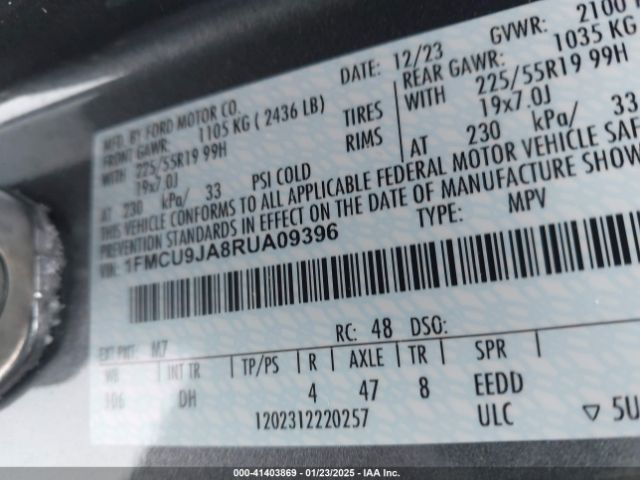 MFD. BY FORD MOTOR CO.
DATE: 12/23
GVWR: 2100
FRONT GAWR: 1105 KG ( 2436 LB)
REAR GAWR: 1035 KG
WITH 225/55R19 99H TIRES
WITH 225/55R19 99H
19x7.0J RIMS
19x7.0J
AT 230 kPa/ 33 PSI COLD
AT 230 kPa/ 33
THIS VEHICLE CONFORMS TO ALL APPLICABLE FEDERAL MOTOR VEHICLE SAFE
PREVENTION STANDARDS IN EFFECT ON THE DATE OF MANUFACTURE SHOW
1FMCU9JA8RUA09396
TYPE: MPV
EXT PNT: M7 RC: 48 DSO:
WB INT TR TP/PS R AXLE TR SPR
106 DH 4 47 8 EEDD
1202312220257 ULC ▽ 5U
000-41403869 - 01/23/2025 - IAA Inc.